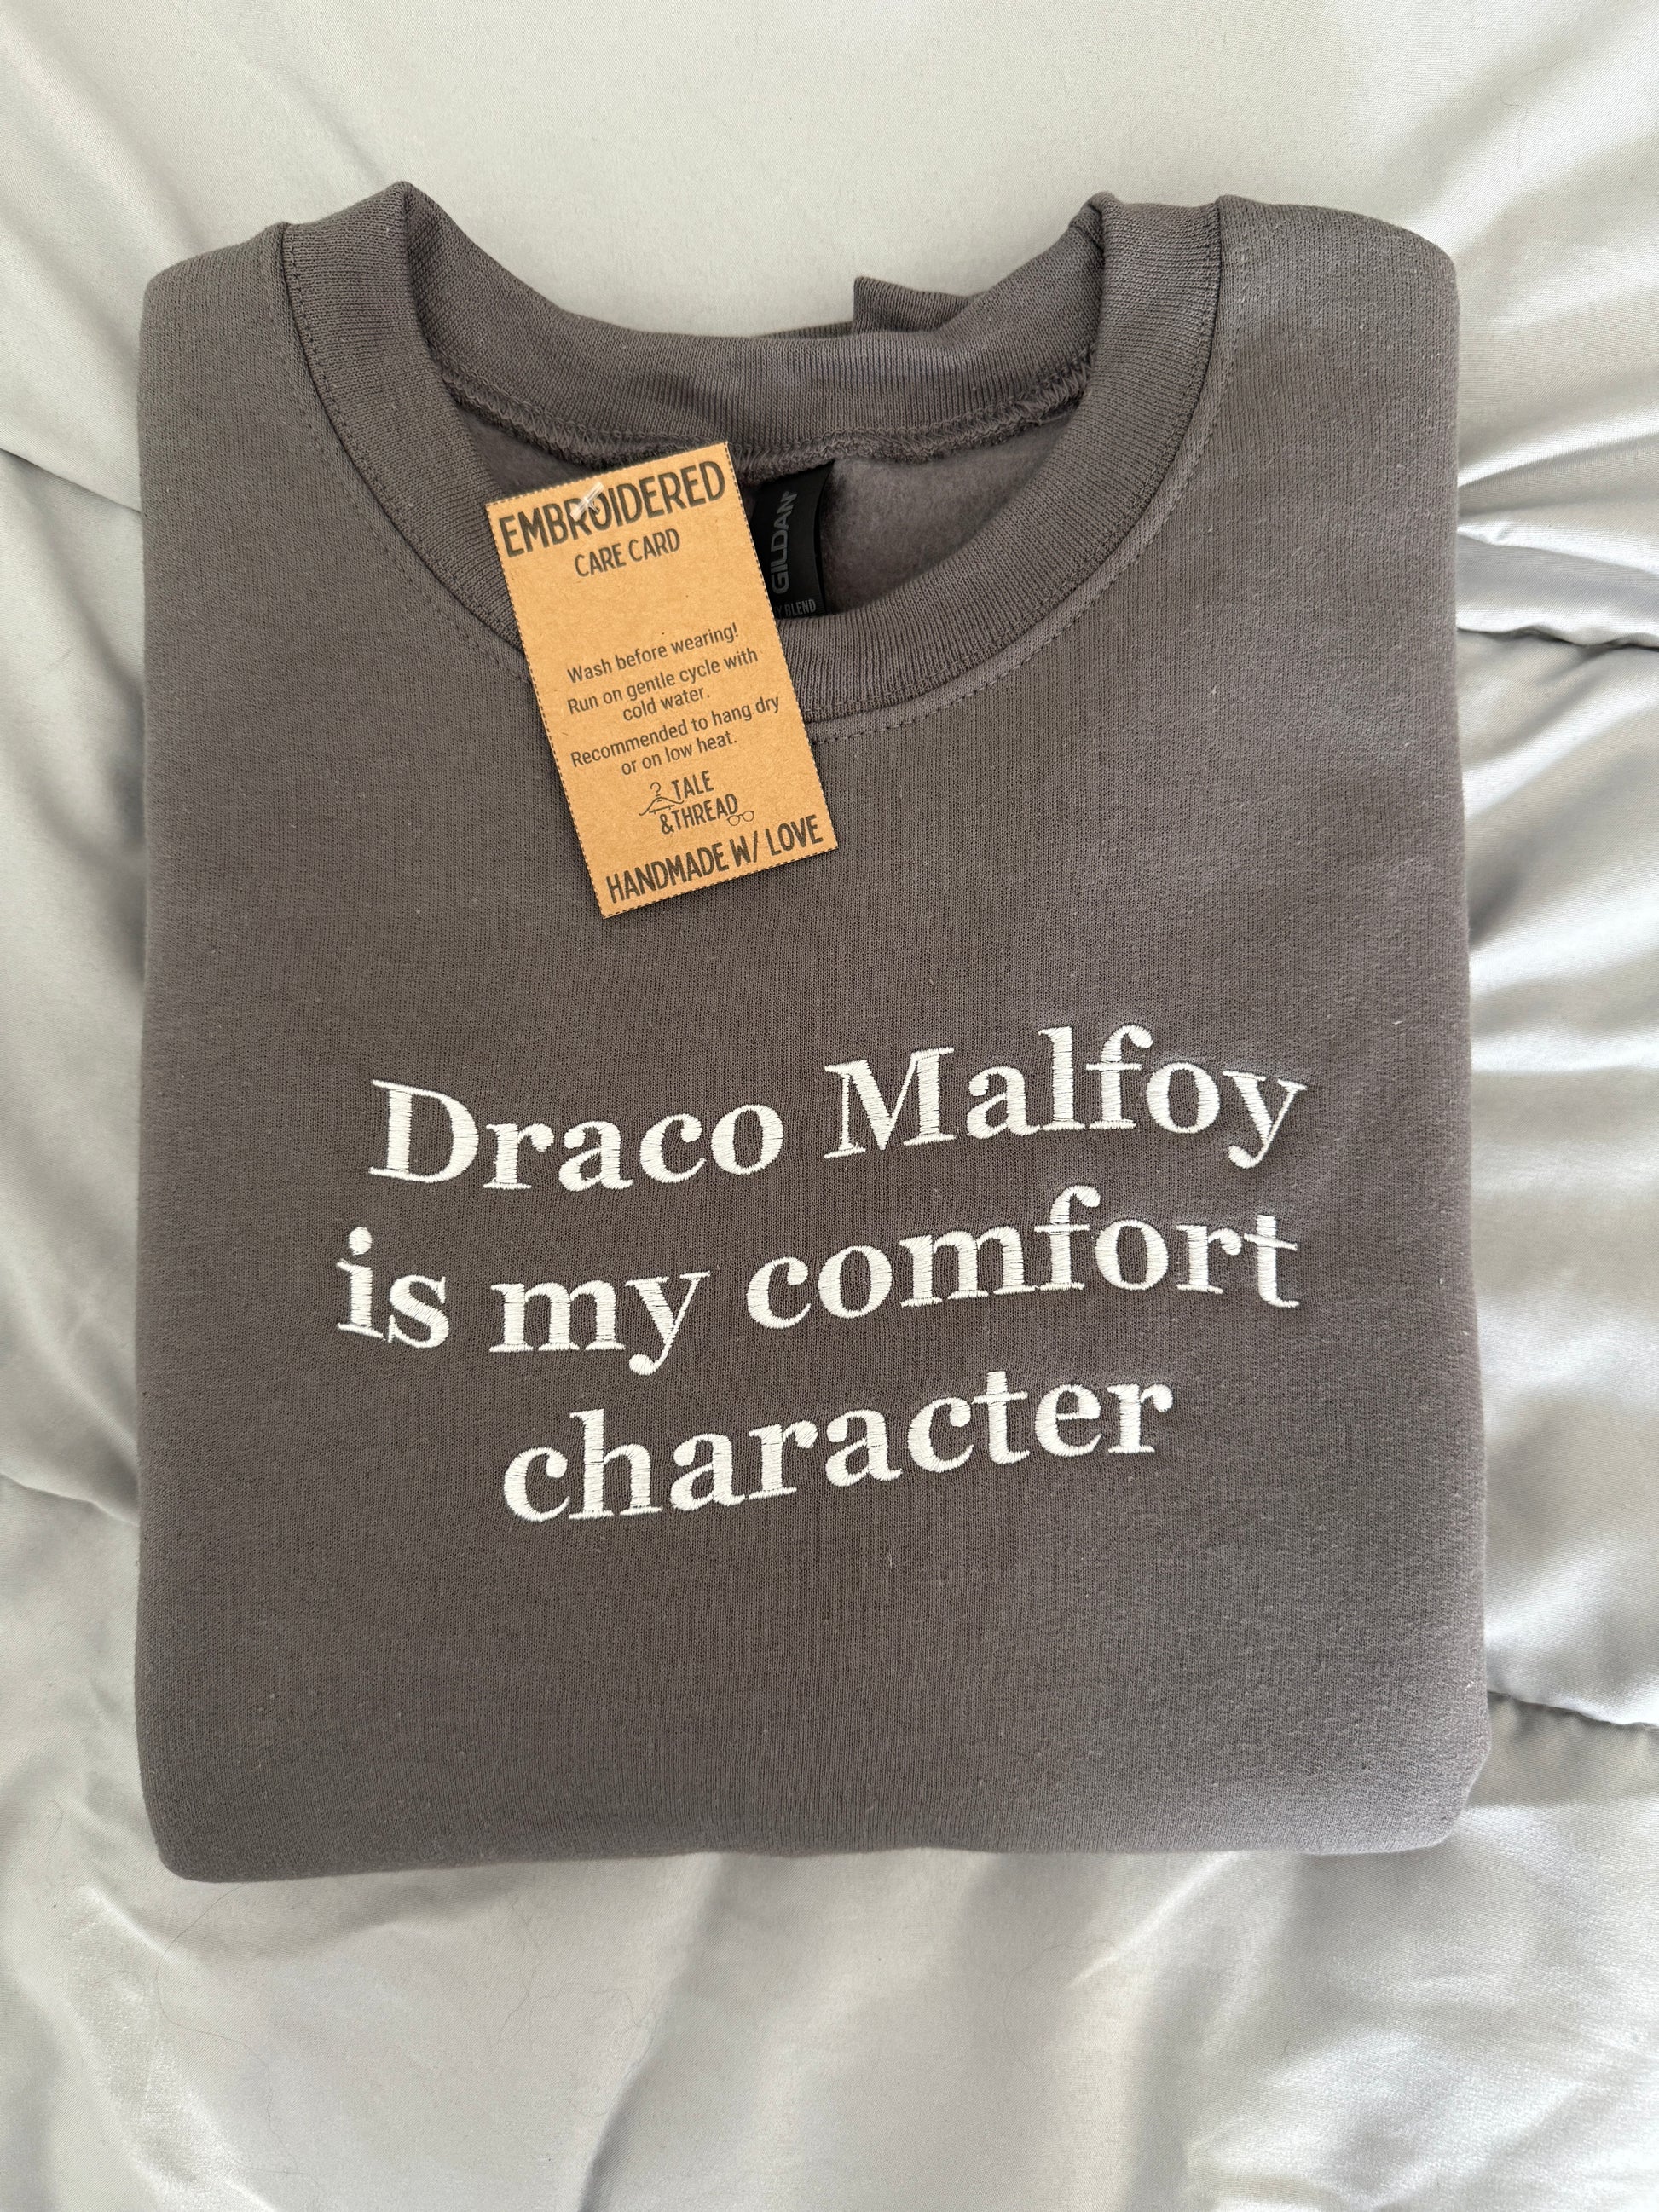 EMBROIDERED
CARE CARD
Wash before wearing!
Run on gentle cycle with
cold water.
Recommended to hang dry
or on low heat.
TALE
&THREAD
HANDMADE W/ LOVE
GILDAN
BLEND
Draco Malfoy
is my comfort
character